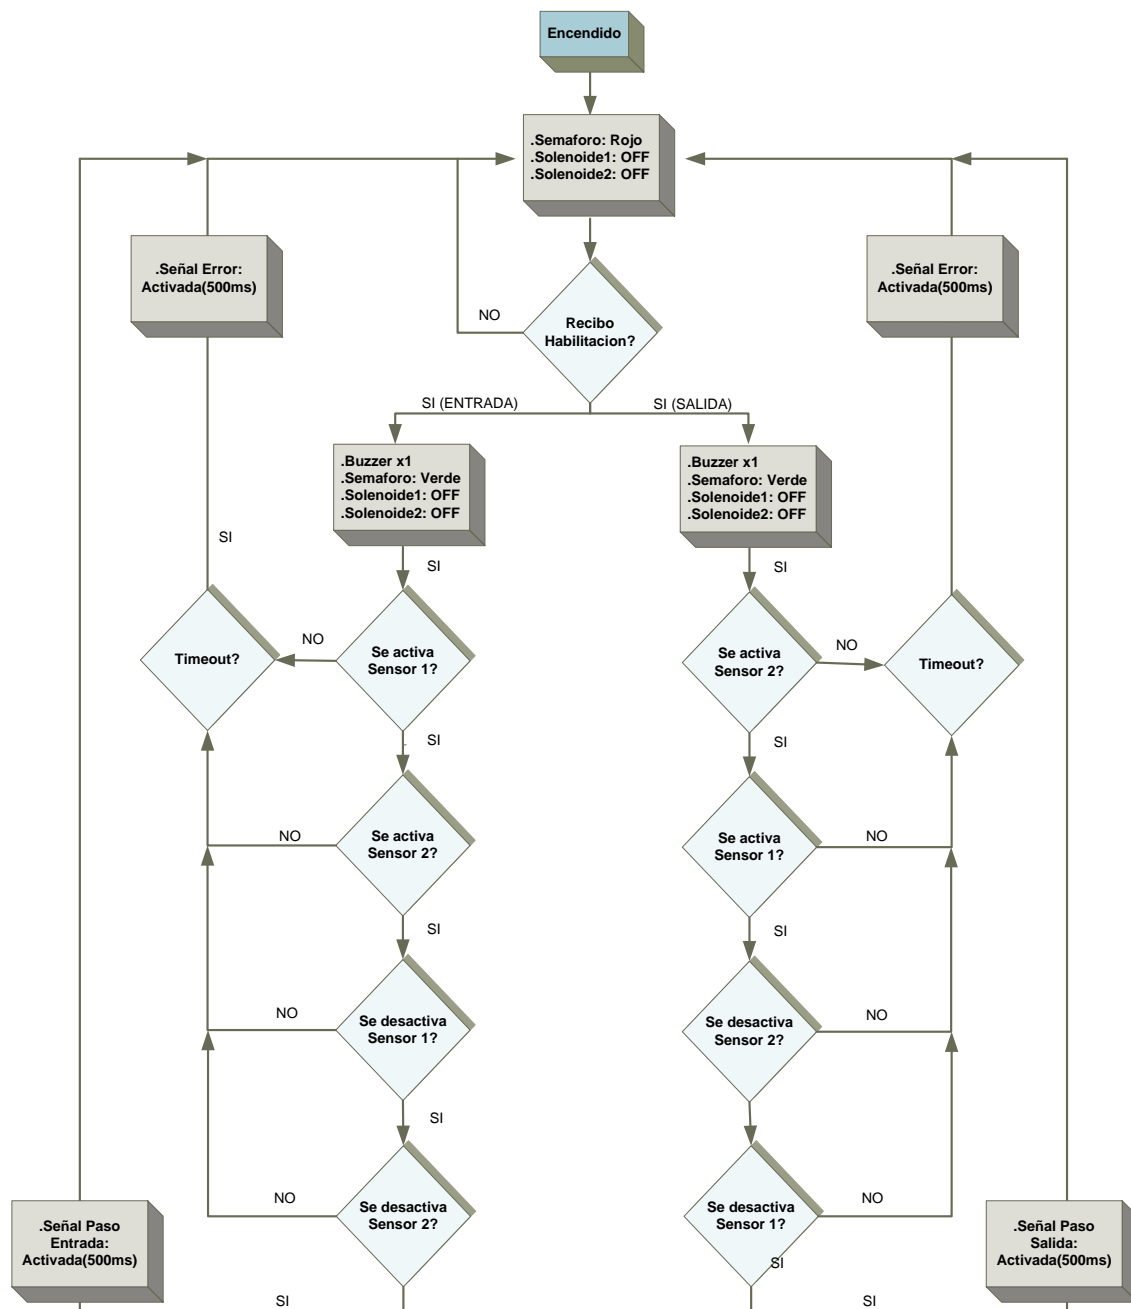 Encendido
.Semaforo: Rojo
.Solenoide1: OFF
.Solenoide2: OFF
.Señal Error:
Activada(500ms)
.Señal Error:
Activada(500ms)
NO
Recibo
Habilitacion?
SI (ENTRADA)
SI (SALIDA)
.Buzzer x1
.Semaforo: Verde
.Solenoide1: OFF
.Solenoide2: OFF
.Buzzer x1
.Semaforo: Verde
.Solenoide1: OFF
.Solenoide2: OFF
SI
SI
SI
Timeout?
NO
Se activa
Sensor 1?
Se activa
Sensor 2?
NO
Timeout?
SI
SI
NO
Se activa
Sensor 2?
Se activa
Sensor 1?
NO
SI
SI
NO
Se desactiva
Sensor 1?
Se desactiva
Sensor 2?
NO
SI
NO
Se desactiva
Sensor 2?
Se desactiva
Sensor 1?
NO
.Señal Paso
Entrada:
Activada(500ms)
.Señal Paso
Salida:
Activada(500ms)
SI
SI
SI